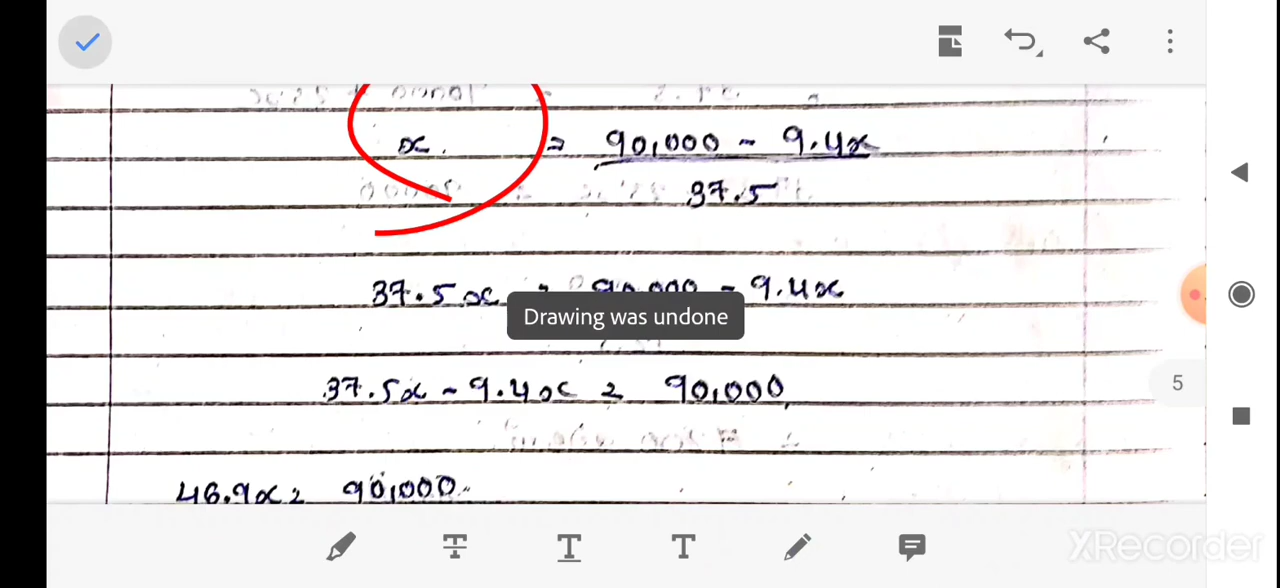 x. = 90,000 - 9.4x
37.5
37.5x = 90,000 - 9.4x
Drawing was undone
37.5x - 9.4x = 90,000
5
46.9x = 90,000
T T T
XRecorder